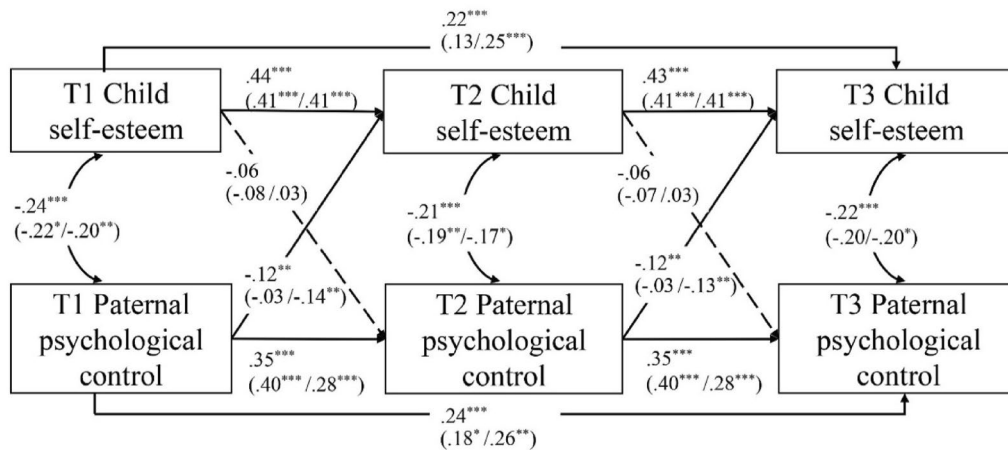 .22***
(.13/.25***)
T1 Child
self-esteem
.44***
(.41***/.41***)
T2 Child
self-esteem
.43***
(.41***/.41***)
T3 Child
self-esteem
-.06
(-.08/.03)
-.06
(-.07/.03)
-.24***
(-.22*/-.20**)
-.21***
(-.19**/-.17*)
-.22***
(-.20/-.20*)
-.12**
(-.03/-.14**)
-.12**
(-.03/-.13**)
T1 Paternal
psychological
control
.35***
(.40***/.28***)
T2 Paternal
psychological
control
.35***
(.40***/.28***)
T3 Paternal
psychological
control
.24***
(.18*/.26**)